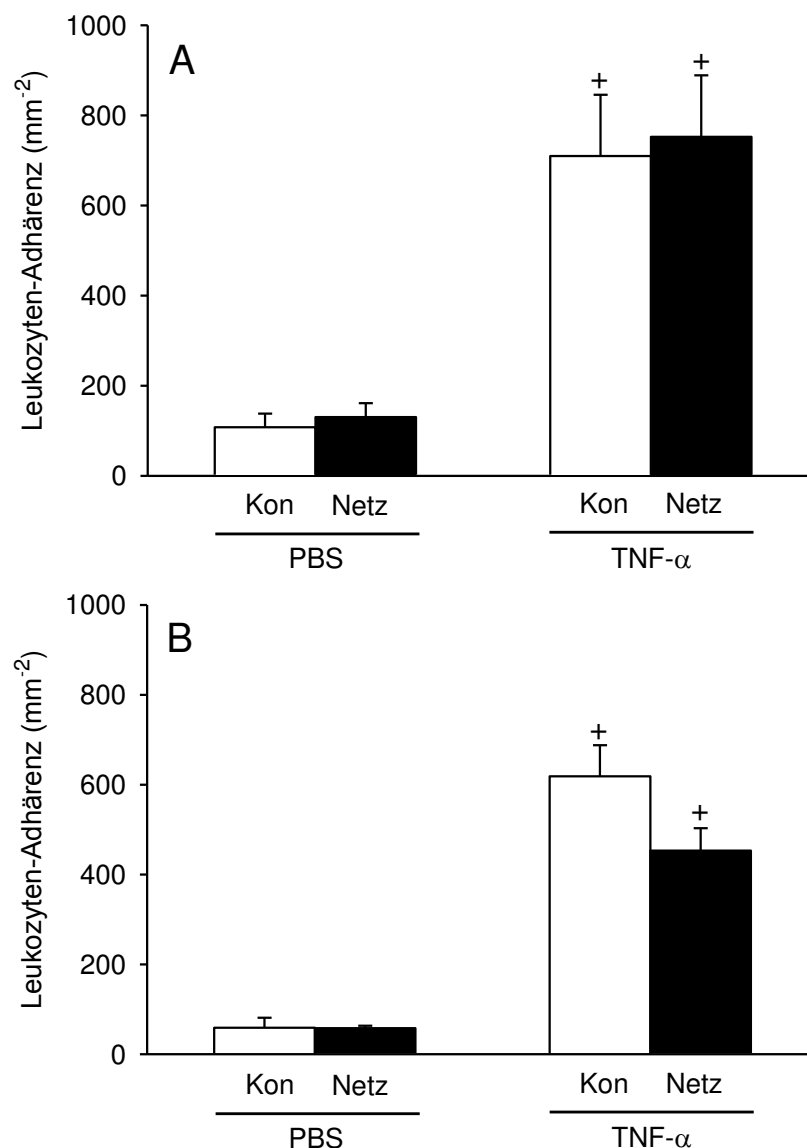 1000
A
+
+
800
600
400
200
0
Leukozyten-Adhärenz (mm⁻²)
Kon Netz Kon Netz
PBS TNF-α
1000
B
800
+
600
+
400
200
0
Leukozyten-Adhärenz (mm⁻²)
Kon Netz Kon Netz
PBS TNF-α